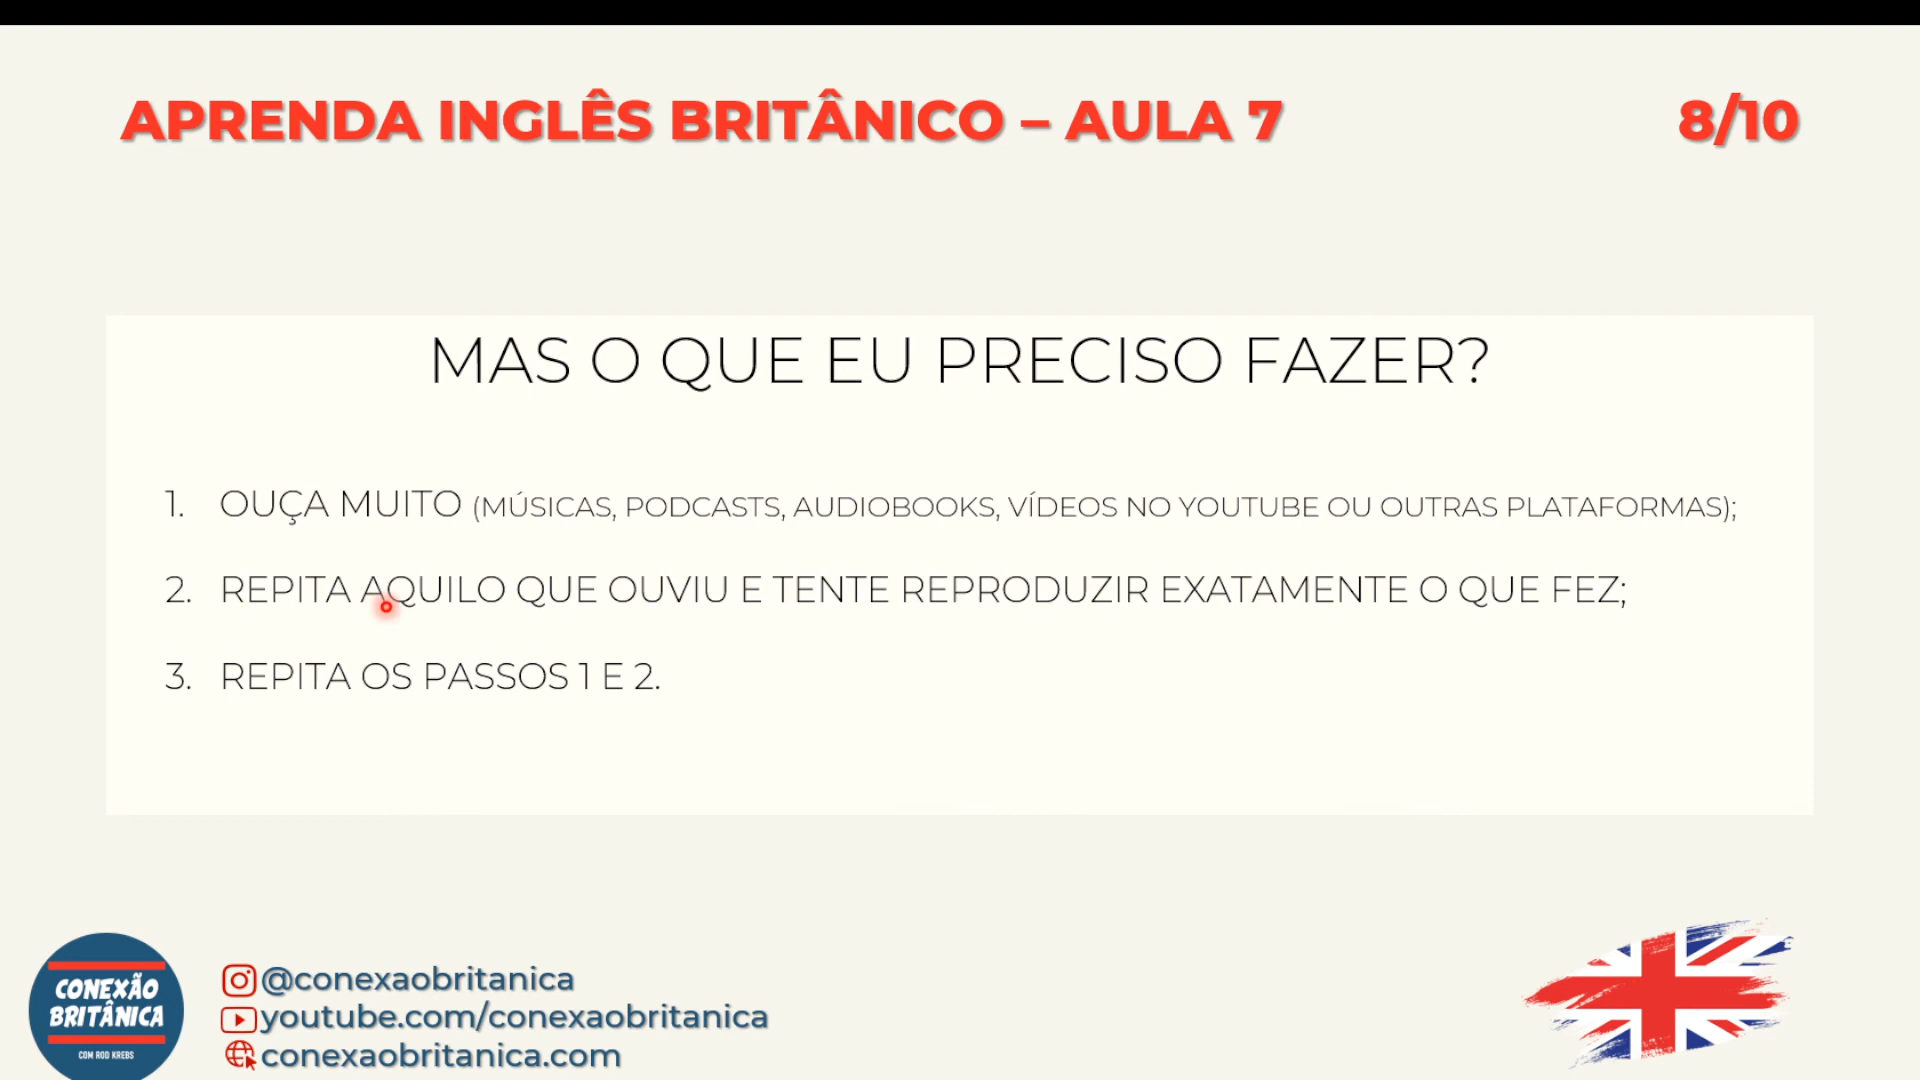 APRENDA INGLÊS BRITÂNICO – AULA 7
8/10
MAS O QUE EU PRECISO FAZER?
1. OUÇA MUITO (MÚSICAS, PODCASTS, AUDIOBOOKS, VÍDEOS NO YOUTUBE OU OUTRAS PLATAFORMAS);
2. REPITA AQUILO QUE OUVIU E TENTE REPRODUZIR EXATAMENTE O QUE FEZ;
3. REPITA OS PASSOS 1 E 2.
CONEXÃO
BRITÂNICA
COM ROD KREBS
@conexaobritanica
youtube.com/conexaobritanica
conexaobritanica.com